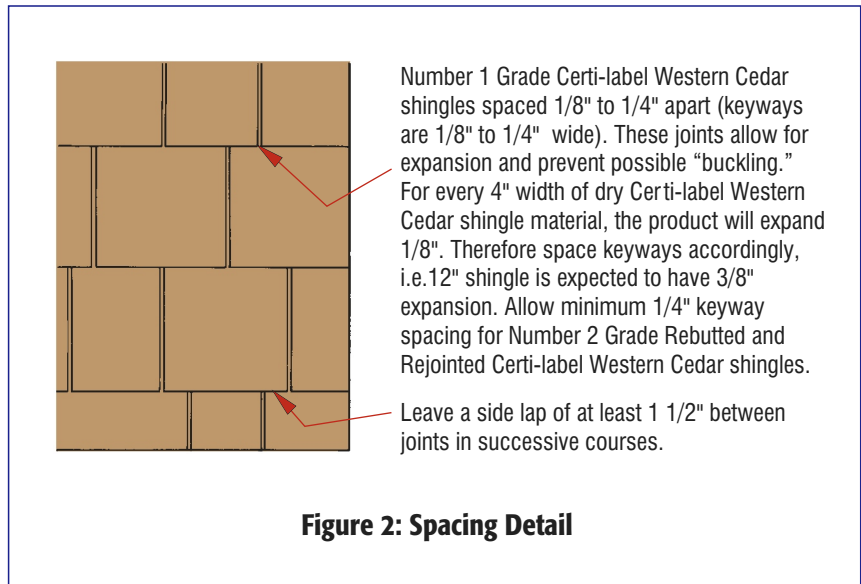 Number 1 Grade Certi-label Western Cedar
shingles spaced 1/8" to 1/4" apart (keyways
are 1/8" to 1/4" wide). These joints allow for
expansion and prevent possible “buckling.”
For every 4" width of dry Certi-label Western
Cedar shingle material, the product will expand
1/8". Therefore space keyways accordingly,
i.e.12" shingle is expected to have 3/8"
expansion. Allow minimum 1/4" keyway
spacing for Number 2 Grade Rebutted and
Rejointed Certi-label Western Cedar shingles.
Leave a side lap of at least 1 1/2" between
joints in successive courses.
Figure 2: Spacing Detail